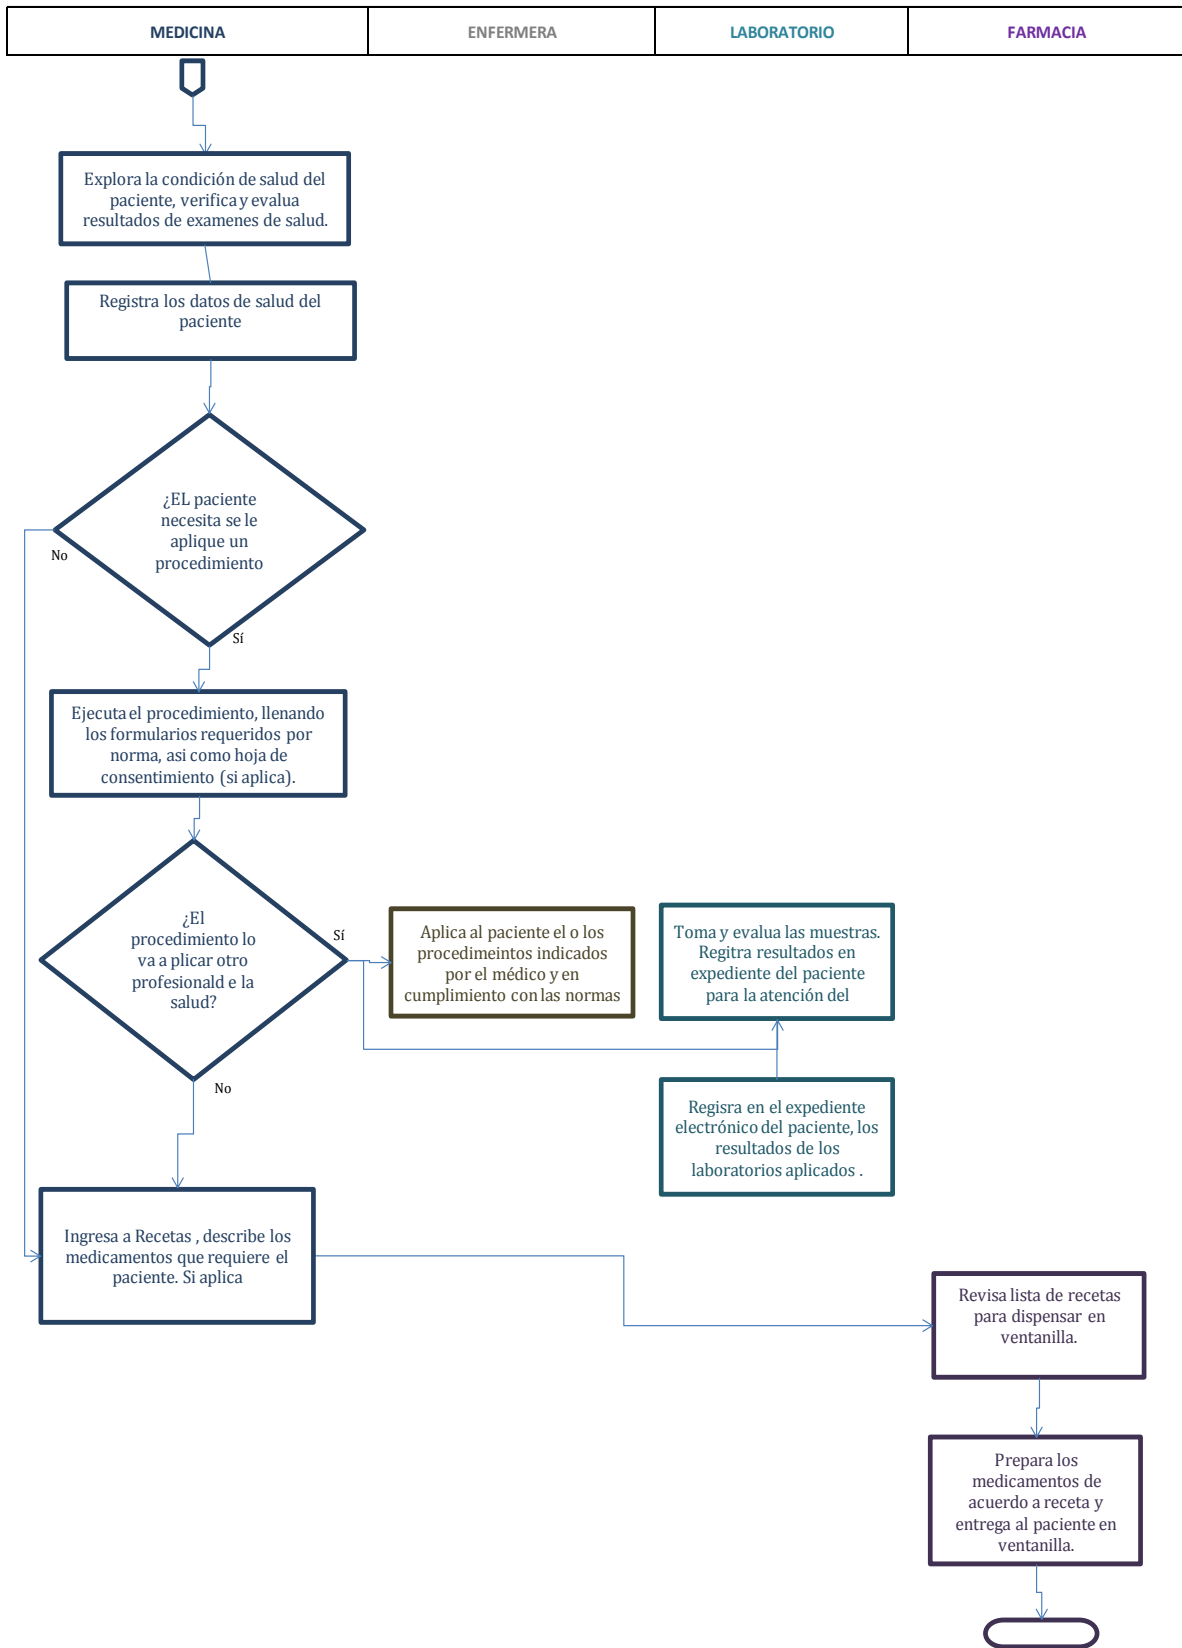 MEDICINA
ENFERMERA
LABORATORIO
FARMACIA
Explora la condición de salud del
paciente, verifica y evalua
resultados de examenes de salud.
Registra los datos de salud del
paciente
¿EL paciente
necesita se le
aplique un
procedimiento
No
Sí
Ejecuta el procedimiento, llenando
los formularios requeridos por
norma, asi como hoja de
consentimiento (si aplica).
¿El
procedimiento lo
va a plicar otro
profesionald e la
salud?
Sí
No
Aplica al paciente el o los
procedimeintos indicados
por el médico y en
cumplimiento con las normas
Toma y evalua las muestras.
Regitra resultados en
expediente del paciente
para la atención del
Regisra en el expediente
electrónico del paciente, los
resultados de los
laboratorios aplicados .
Ingresa a Recetas , describe los
medicamentos que requiere el
paciente. Si aplica
Revisa lista de recetas
para dispensar en
ventanilla.
Prepara los
medicamentos de
acuerdo a receta y
entrega al paciente en
ventanilla.